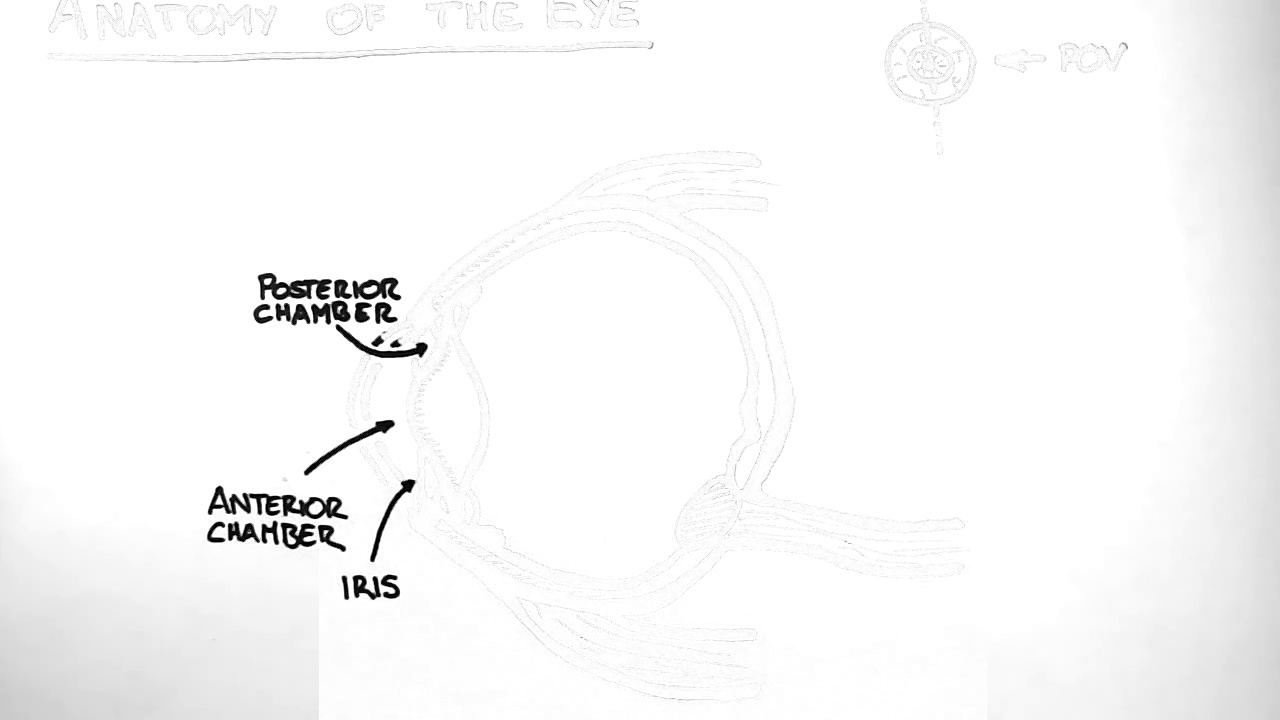 ANATOMY OF THE EYE
← POV
POSTERIOR
CHAMBER
ANTERIOR
CHAMBER
IRIS